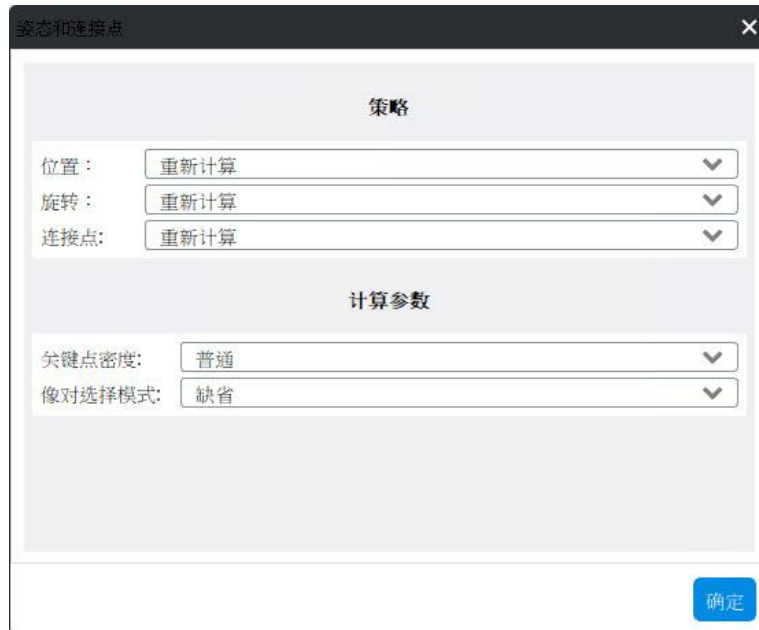 姿态和连接点
策略
位置： 重新计算
旋转： 重新计算
连接点: 重新计算
计算参数
关键点密度: 普通
像对选择模式: 缺省
确定